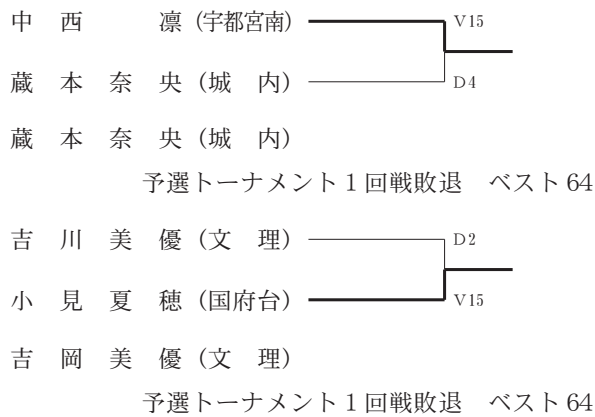 中西凛(宇都宮南) V15
蔵本奈央(城内) D4
蔵本奈央(城内)
予選トーナメント1回戦敗退 ベスト64
吉川美優(文理) D2
小見夏穂(国府台) V15
吉岡美優(文理)
予選トーナメント1回戦敗退 ベスト64